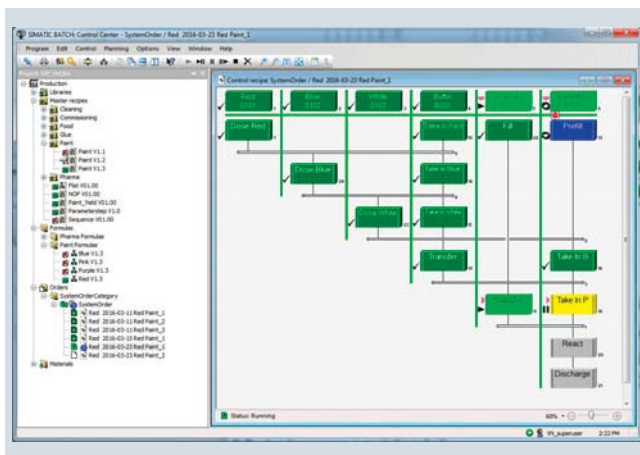 SIMATIC BATCH: Control Center - SystemOrder / Red 2016-03-23 Red Paint_1
Program Edit Control Planning Options View Window Help
Production
Libraries
Master recipes
Cleaning
Commissioning
Food
Glue
Paint
Paint V1.1
Paint V1.2
Paint V1.3
Pharma
Flat V01.00
NOP V01.00
Paint_Yield V01.00
Parameterstep V1.0
Sequence V01.00
Formulas
Pharma Formulas
Paint Formulas
Blue V1.3
Pink V1.3
Purple V1.3
Red V1.3
Orders
SystemOrderCategory
SystemOrder
Red 2016-03-11 Red Paint_1
Red 2016-03-11 Red Paint_2
Red 2016-03-11 Red Paint_3
Red 2016-03-15 Red Paint_1
Red 2016-03-23 Red Paint_1
Red 2016-03-23 Red Paint_2
Materials
Control recipe: SystemOrder / Red 2016-03-23 Red Paint_1
Red
Blue
White
Buffer
Dose Red
Take In Red
Fill
Prefill
Dose Blue
Take In Blue
Dose White
Take In White
Transfer
Take In B
Take In P
React
Discharge
Status: Running
60%
VN_superuser 2:22 PM